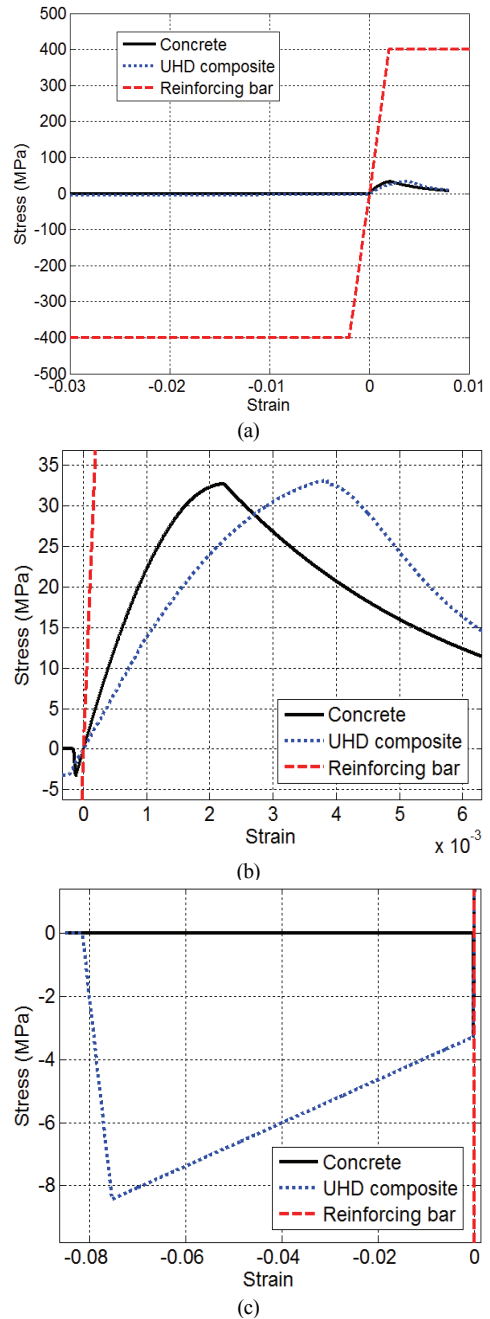 500
400
300
200
100
0
-100
-200
-300
-400
-500
Stress (MPa)
Concrete
UHD composite
Reinforcing bar
-0.03 -0.02 -0.01 0 0.01
Strain
(a)
35
30
25
20
15
10
5
0
-5
Stress (MPa)
Concrete
UHD composite
Reinforcing bar
0 1 2 3 4 5 6
Strain
x 10^-3
(b)
0
-2
-4
-6
-8
Stress (MPa)
Concrete
UHD composite
Reinforcing bar
-0.08 -0.06 -0.04 -0.02 0
Strain
(c)